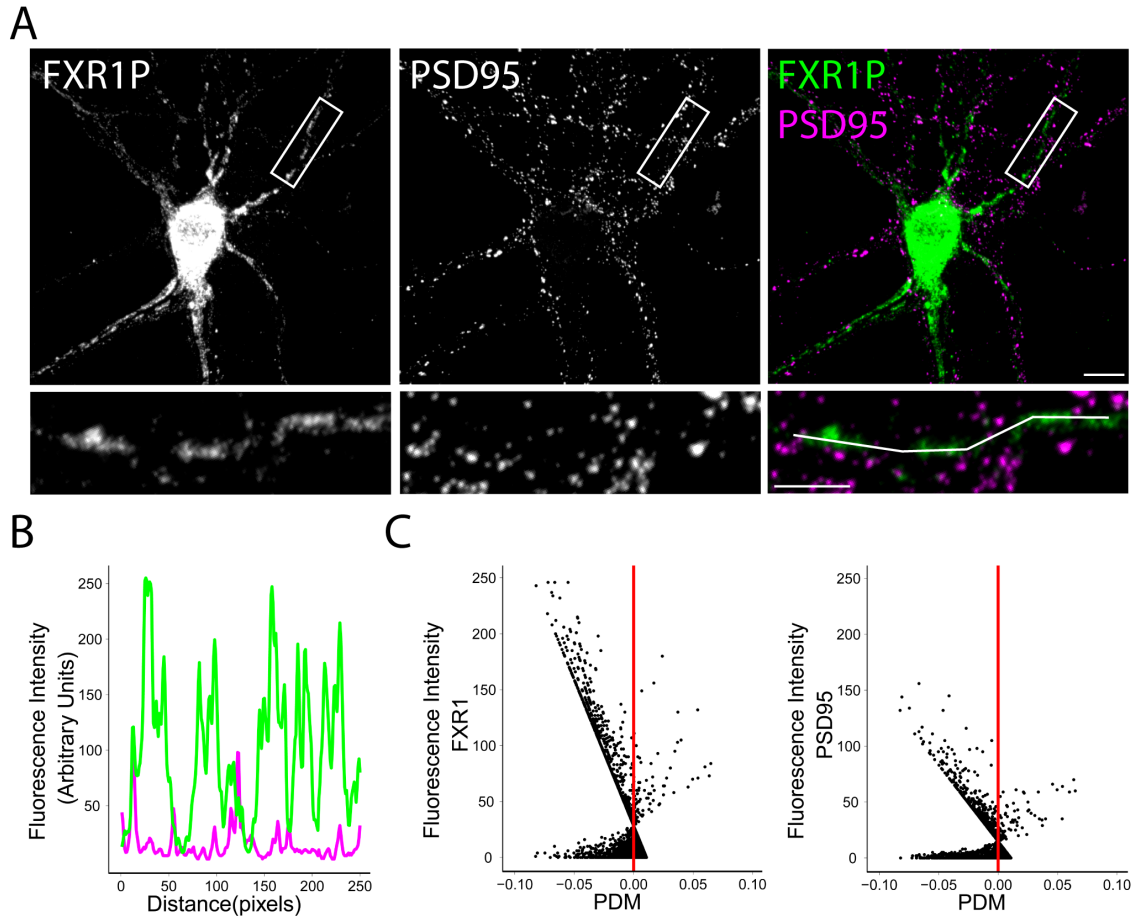 A
FXR1P
PSD95
FXR1P
PSD95
B
C
Fluorescence Intensity
(Arbitrary Units)
250
200
150
100
50
0
50
100
150
200
250
Distance(pixels)
Fluorescence Intensity
FXR1
250
200
150
100
50
0
−0.10
−0.05
0.00
0.05
0.10
PDM
Fluorescence Intensity
PSD95
250
200
150
100
50
0
−0.10
−0.05
0.00
0.05
0.10
PDM